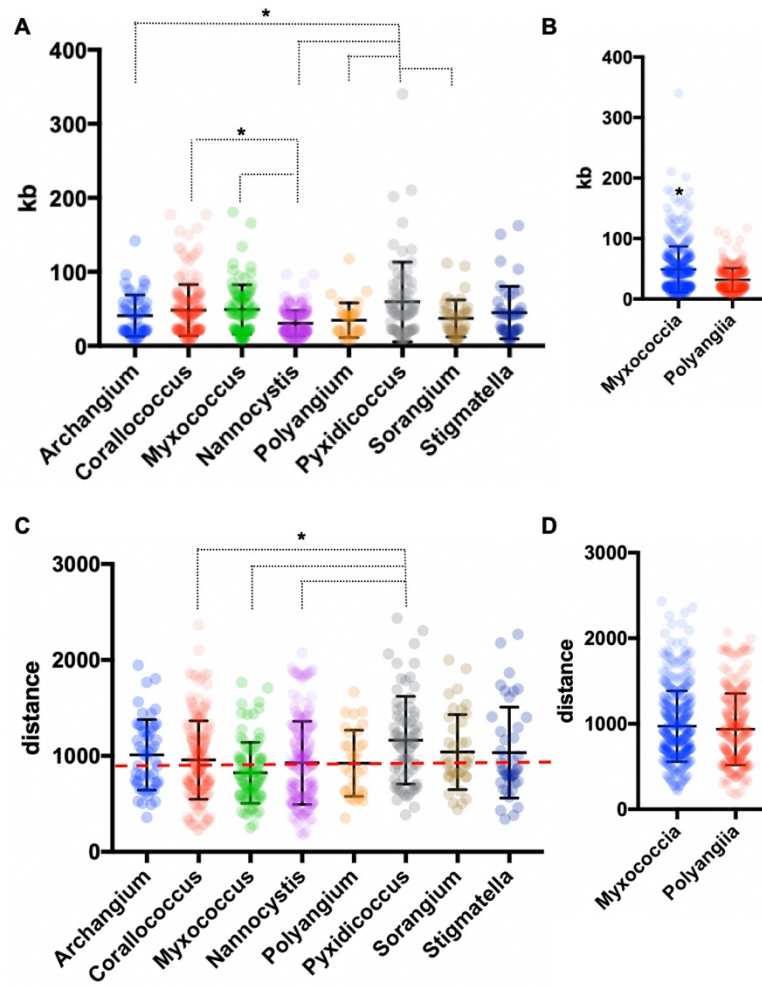 A
*
400
300
200
100
0
kb
*
Archangium
Corallococcus
Myxococcus
Nannocystis
Polyangium
Pyxidicoccus
Sorangium
Stigmatella
B
400
300
200
100
0
kb
*
Myxococcia
Polyangiia
C
*
3000
2000
1000
0
distance
Archangium
Corallococcus
Myxococcus
Nannocystis
Polyangium
Pyxidicoccus
Sorangium
Stigmatella
D
3000
2000
1000
0
distance
Myxococcia
Polyangiia